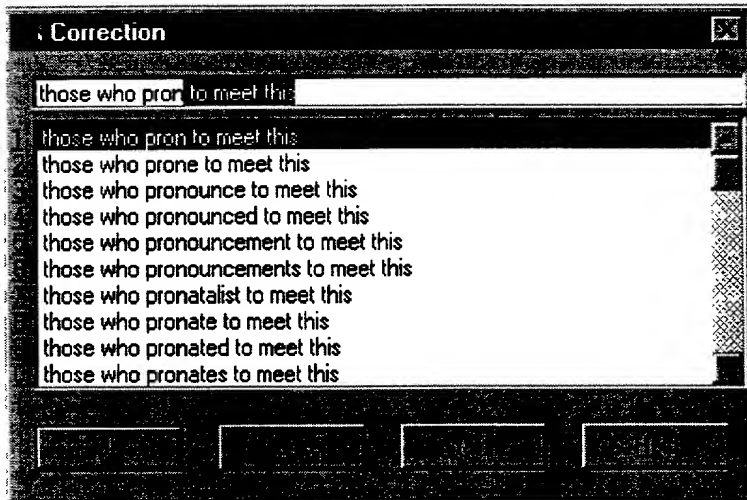 Correction
those who pron to meet this
those who pron to meet this
those who prone to meet this
those who pronounce to meet this
those who pronounced to meet this
those who pronouncement to meet this
those who pronouncements to meet this
those who pronatalist to meet this
those who pronate to meet this
those who pronated to meet this
those who pronates to meet this